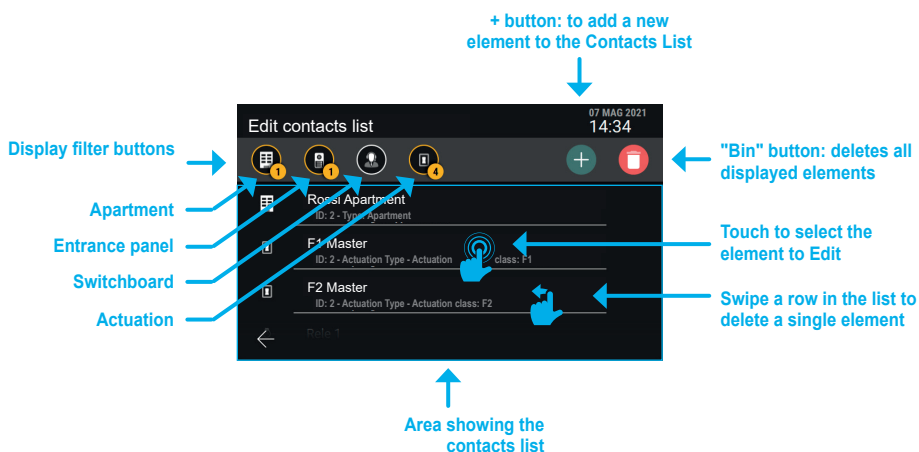 + button: to add a new
element to the Contacts List
07 MAG 2021
Edit contacts list
14:34
Display filter buttons
1
1
4
"Bin" button: deletes all
displayed elements
Apartment
Rossi Apartment
ID: 2 - Type: Apartment
Entrance panel
F1 Master
ID: 2 - Actuation Type - Actuation class: F1
Touch to select the
element to Edit
Switchboard
F2 Master
ID: 2 - Actuation Type - Actuation class: F2
Swipe a row in the list to
delete a single element
Actuation
Rele 1
Area showing the
contacts list